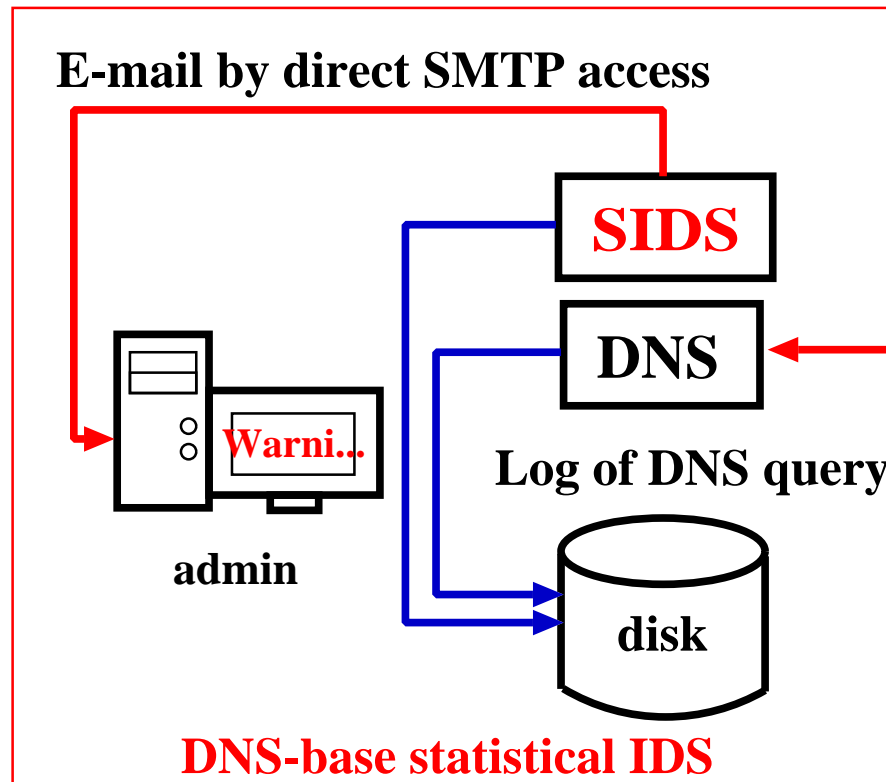 E-mail by direct SMTP access
SIDS
DNS
Warni...
Log of DNS query
admin
disk
DNS-base statistical IDS